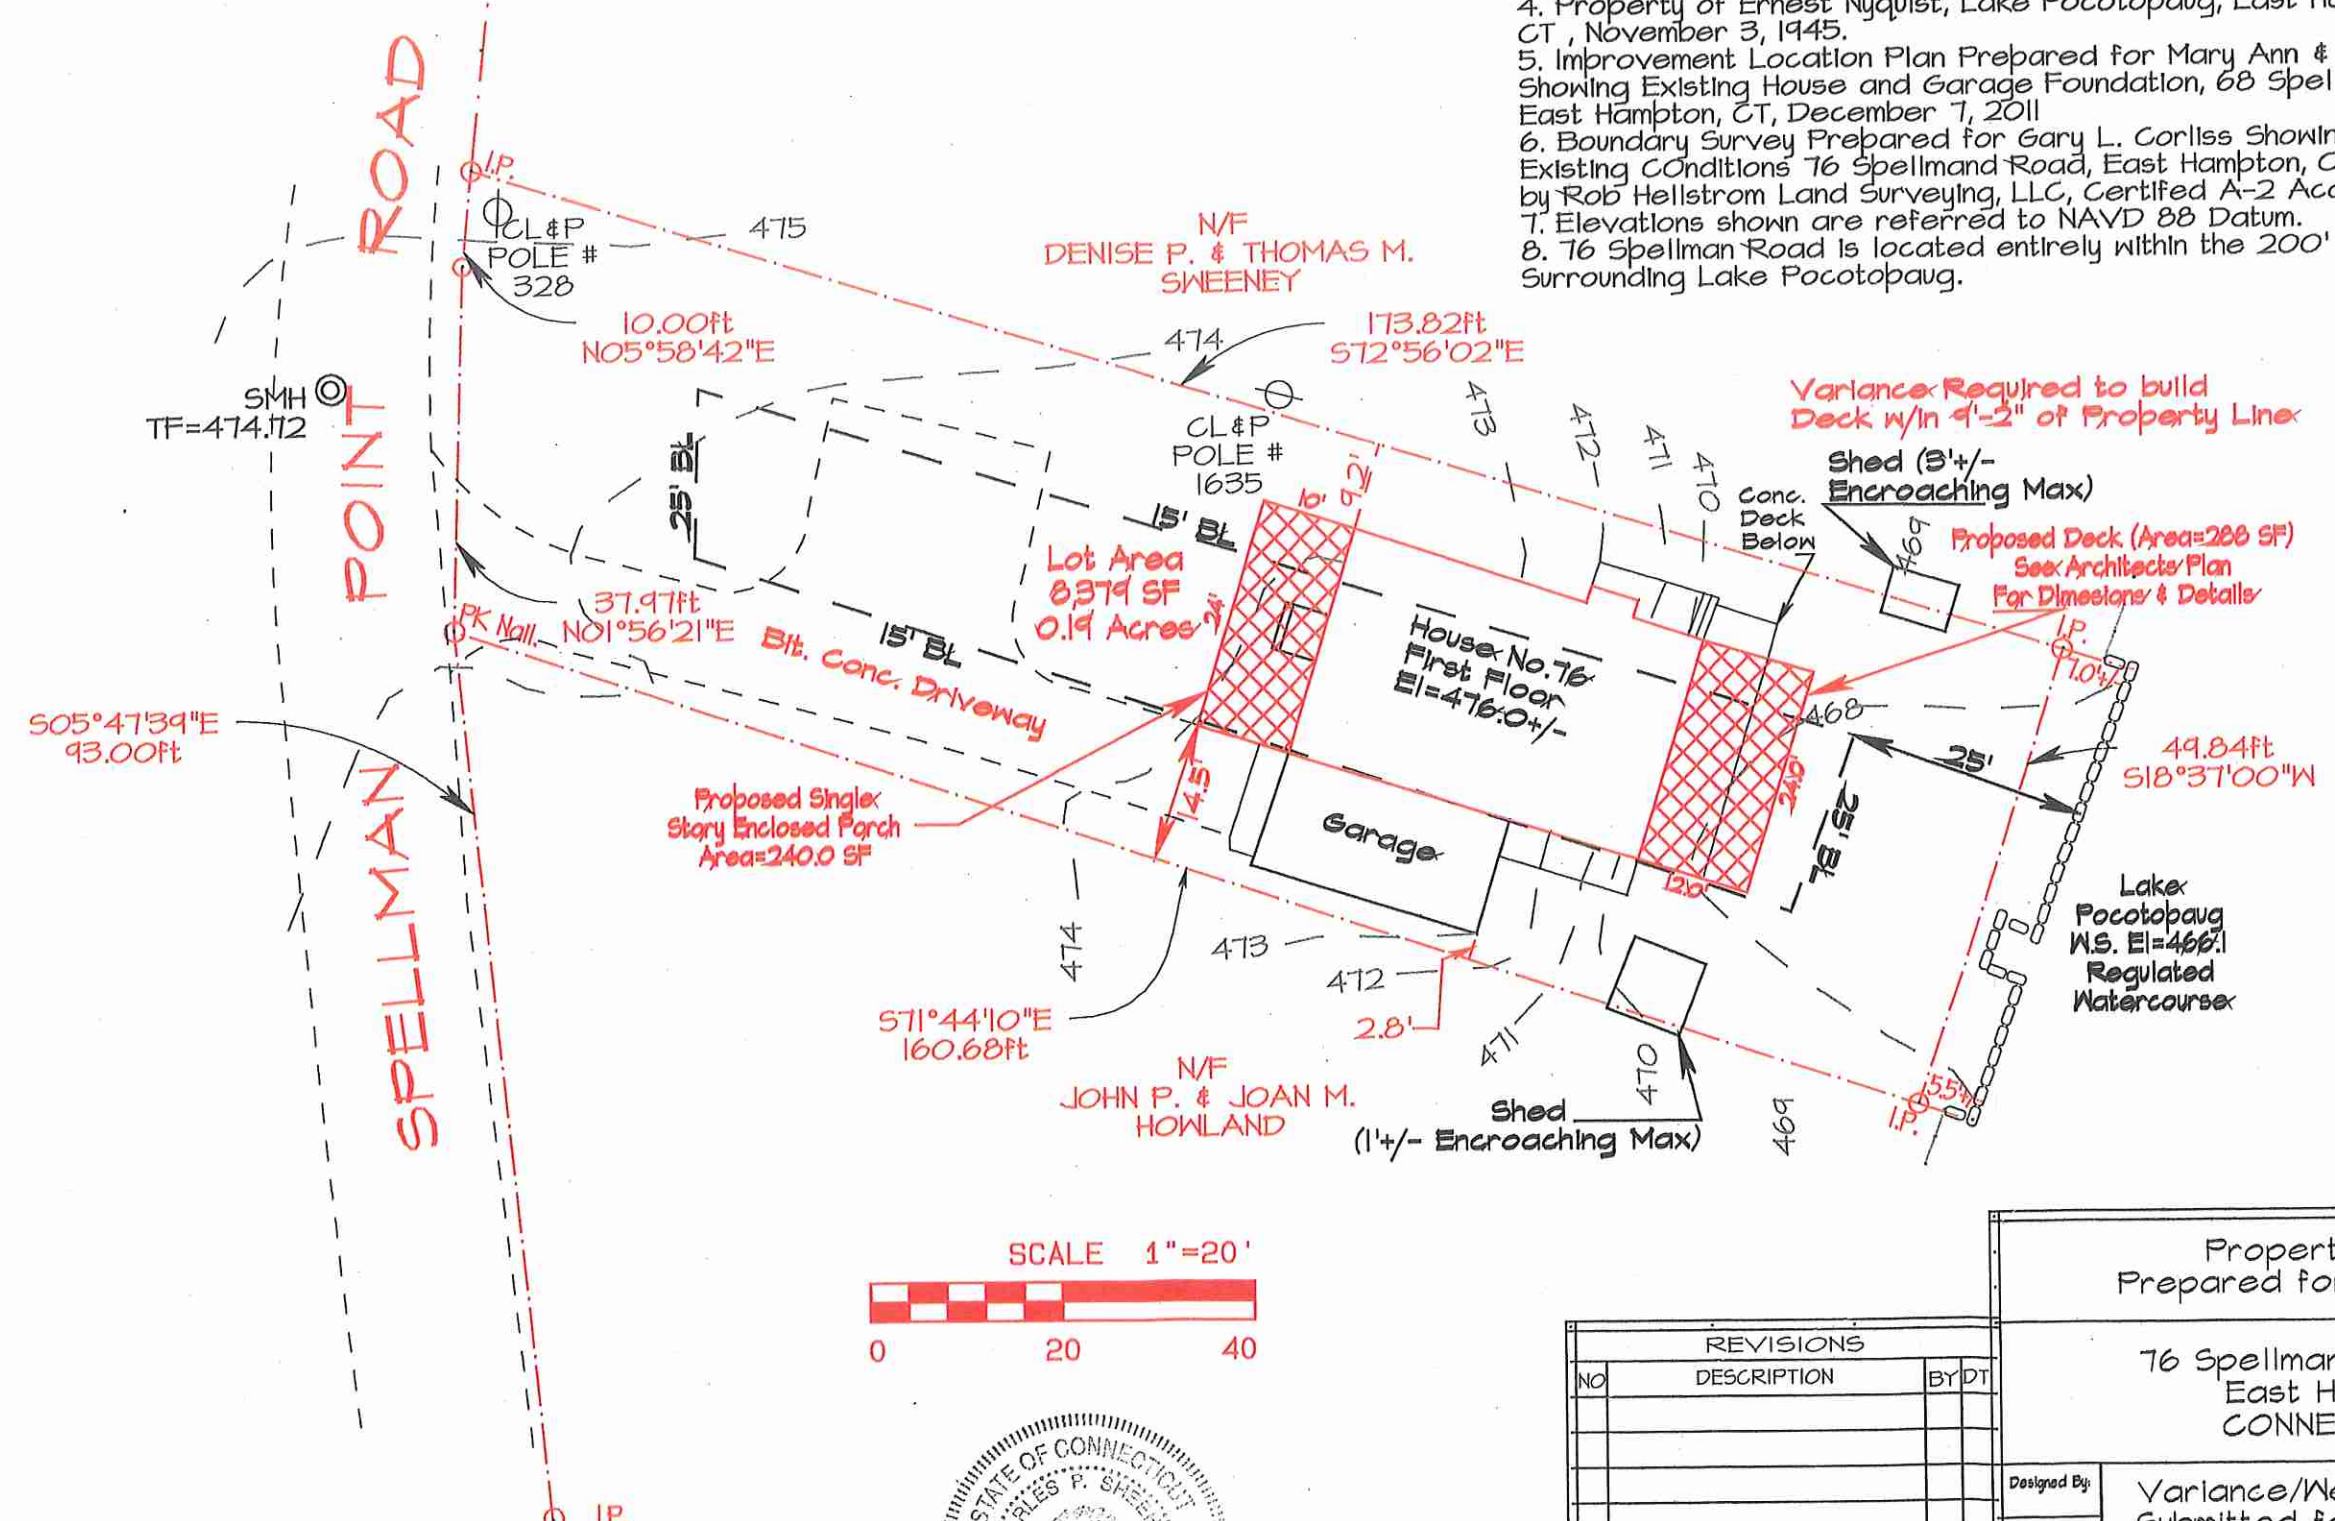 4. Property of Ernest Nyquist, Lake Pocotopaug, East
CT , November 3, 1945.
5. Improvement Location Plan Prepared for Mary Ann &
Showing Existing House and Garage Foundation, 68 Spel
East Hampton, CT, December 7, 2011
6. Boundary Survey Prepared for Gary L. Corliss Showin
Existing Conditions 76 Spellmand Road, East Hampton, C
by Rob Hellstrom Land Surveying, LLC, Certifed A-2 Acc
7. Elevations shown are referred to NAVD 88 Datum.
8. 76 Spellman Road is located entirely within the 200'
Surrounding Lake Pocotopaug.
SPELLMAN POINT ROAD
I.P.
CL&P
POLE #
328
475
10.00ft
N05°58'42"E
N/F
DENISE P. & THOMAS M.
SWEENEY
474
173.82ft
S72°56'02"E
SMH
TF=474.72
25' BL
CL&P
POLE #
1635
473
472
471
470
Variance Required to build
Deck w/in 9'-2" of Property Line
Shed (3'+/-
Encroaching Max)
Conc.
Deck
Below
469
Proposed Deck (Area=288 SF)
See Architects Plan
For Dimesions & Details
10'
9.2'
15' BL
Lot Area
8,379 SF
0.19 Acres
24'
37.97ft
N01°56'21"E
PK Nail
15' BL
Bit. Conc. Driveway
House No.76
First Floor
El=476.0+/-
I.P.
7.0'+/-
468
25'
49.84ft
S18°37'00"W
S05°47'39"E
93.00ft
Proposed Single
Story Enclosed Porch
Area=240.0 SF
14.5'
Garage
24.0'
12.0'
25' BL
Lake
Pocotopaug
W.S. El=466.1
Regulated
Watercourse
474
473
472
2.8'
471
470
469
S71°44'10"E
160.68ft
N/F
JOHN P. & JOAN M.
HOWLAND
Shed
(1'+/- Encroaching Max)
5.5'+/-
I.P.
SCALE 1"=20'
0 20 40
STATE OF CONNECTICUT
RLES P. SHEE
I.P.
REVISIONS
NO DESCRIPTION BY DT
Propert
Prepared fo
76 Spellmar
East H
CONNE
Designed By:
Variance/We